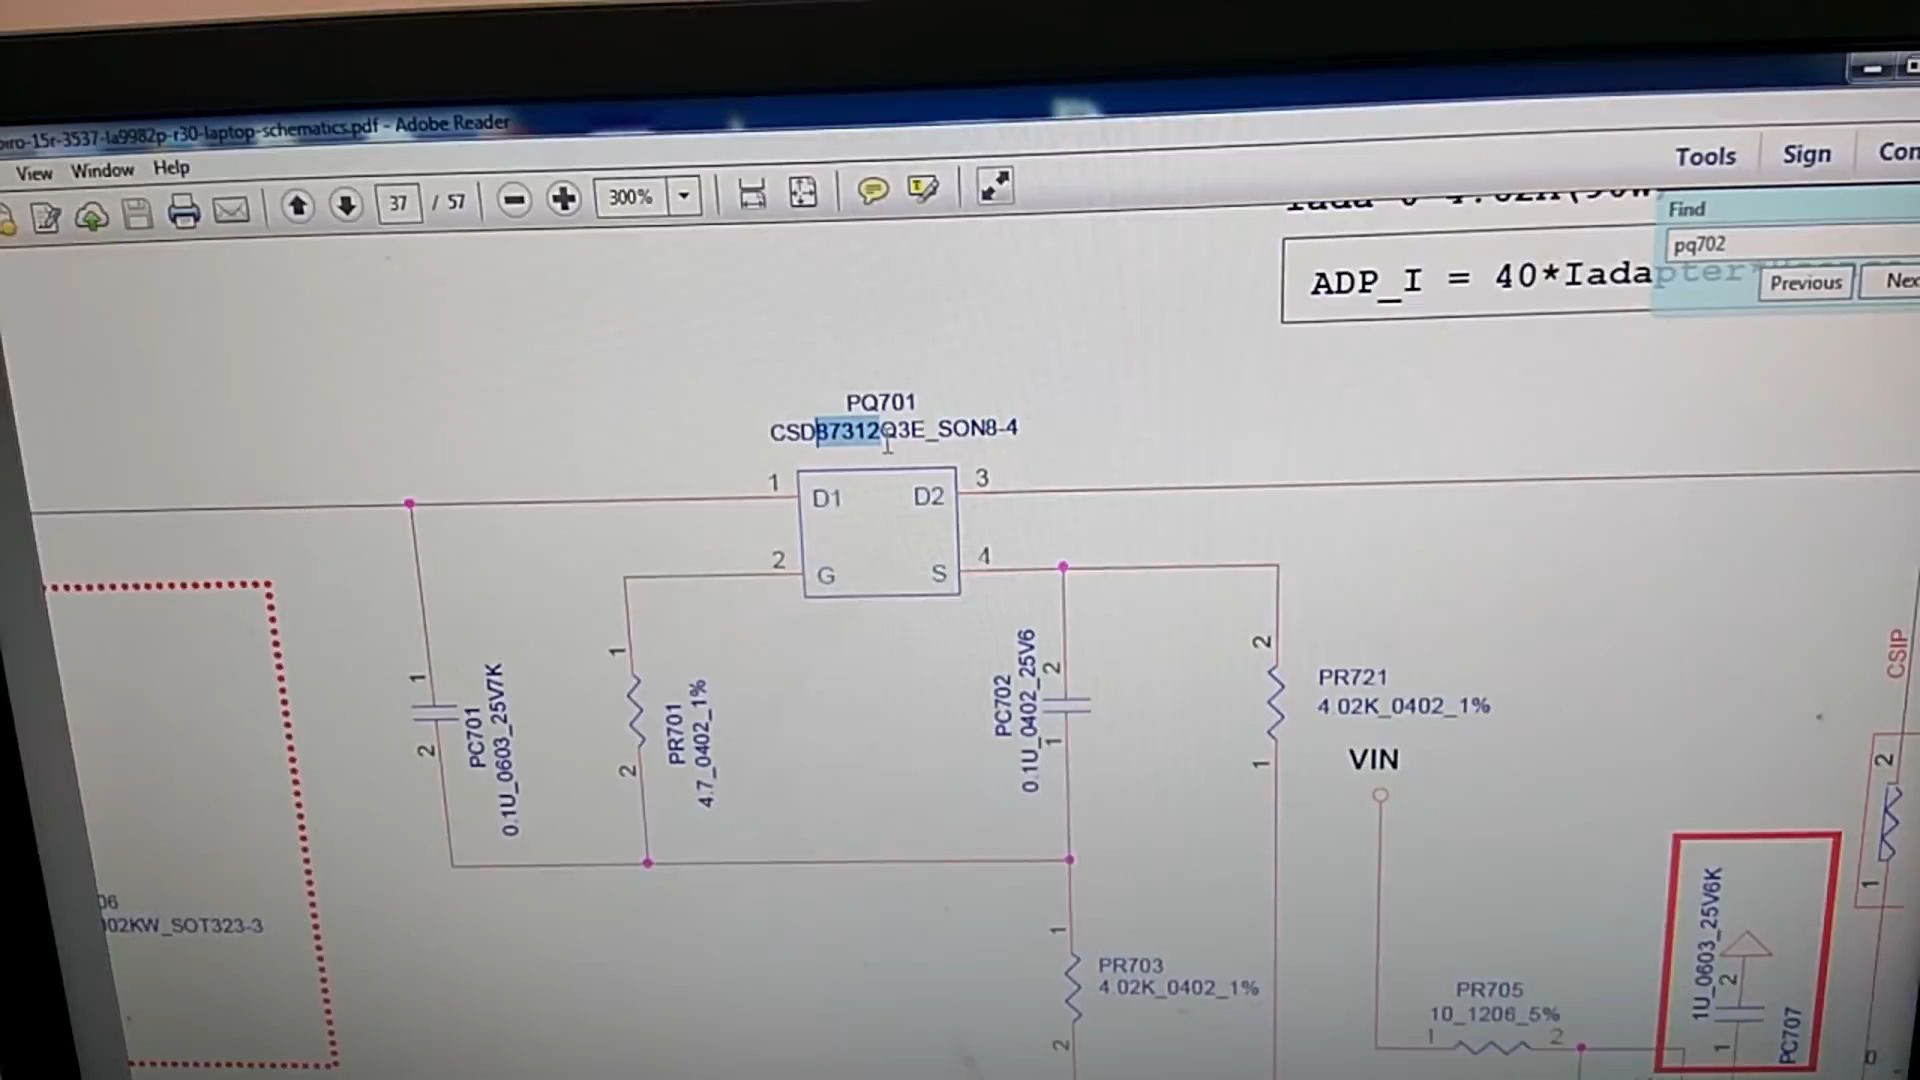 piro-15r-3537-la9982p-r30-laptop-schematics.pdf - Adobe Reader
View Window Help
37 / 57
300%
Tools Sign
Find
pq702
Previous
ADP_I = 40*Iadapter*
PQ701
CSD87312Q3E_SON8-4
1 D1 D2 3
2 G S 4
1
2
PC701
0.1U_0603_25V7K
1
2
PR701
4.7_0402_1%
PC702
0.1U_0402_25V6
2
1
2
1
PR721
4.02K_0402_1%
VIN
CSIP
2
1
06
02KW_SOT323-3
1
PR703
4.02K_0402_1%
2
PR705
10_1206_5%
1 2
1U_0603_25V6K
2
1
PC707
0